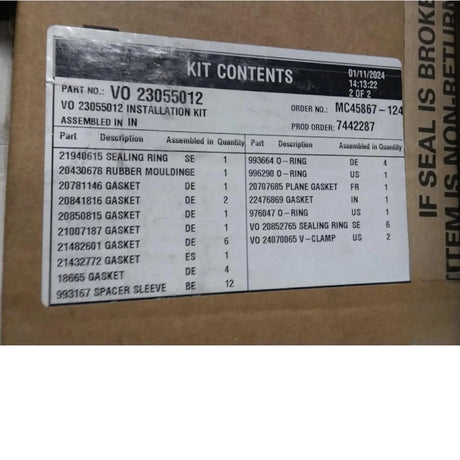 KIT CONTENTS
01/11/2024
14:13:22
2 OF 2
PART NO.: VO 23055012
VO 23055012 INSTALLATION KIT
ASSEMBLED IN IN
ORDER NO.: MC45867-124
PROD ORDER: 7442287
Part Description Assembled in Quantity
21940615 SEALING RING SE 1
20430678 RUBBER MOULDINGSE 1
20781146 GASKET DE 1
20841816 GASKET DE 2
20850815 GASKET DE 1
21007187 GASKET DE 1
21482601 GASKET DE 6
21432772 GASKET ES 1
18665 GASKET DE 4
993167 SPACER SLEEVE BE 12
Part Description Assembled in Quantity
993664 O-RING DE 4
996290 O-RING US 1
20707685 PLANE GASKET FR 1
22476869 GASKET IN 1
976047 O-RING US 1
VO 20852765 SEALING RING SE 6
VO 24070065 V-CLAMP US 2
IF SEAL IS BROKE
ITEM IS NON-RETURN